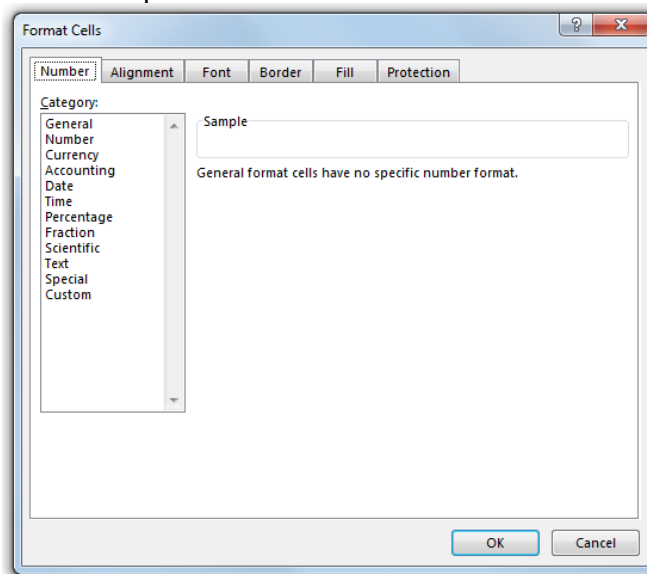 Format Cells
Number Alignment Font Border Fill Protection
Category:
General
Number
Currency
Accounting
Date
Time
Percentage
Fraction
Scientific
Text
Special
Custom
Sample
General format cells have no specific number format.
OK Cancel